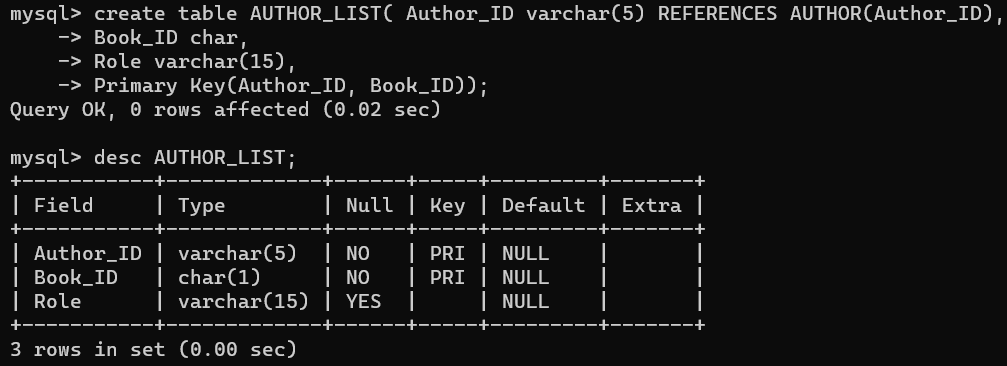 mysql> create table AUTHOR_LIST( Author_ID varchar(5) REFERENCES AUTHOR(Author_ID),
    -> Book_ID char,
    -> Role varchar(15),
    -> Primary Key(Author_ID, Book_ID));
Query OK, 0 rows affected (0.02 sec)

mysql> desc AUTHOR_LIST;
+-----------+-------------+------+-----+---------+-------+
| Field     | Type        | Null | Key | Default | Extra |
+-----------+-------------+------+-----+---------+-------+
| Author_ID | varchar(5)  | NO   | PRI | NULL    |       |
| Book_ID   | char(1)     | NO   | PRI | NULL    |       |
| Role      | varchar(15) | YES  |     | NULL    |       |
+-----------+-------------+------+-----+---------+-------+
3 rows in set (0.00 sec)